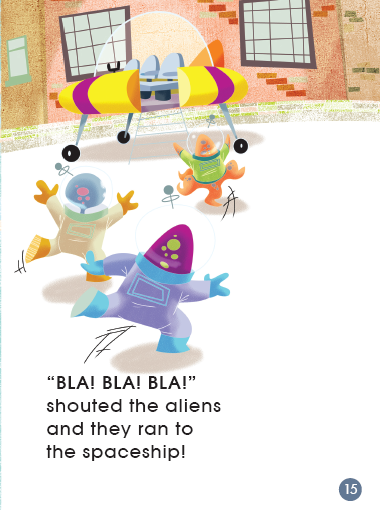 “BLA! BLA! BLA!”
shouted the aliens
and they ran to
the spaceship!
15